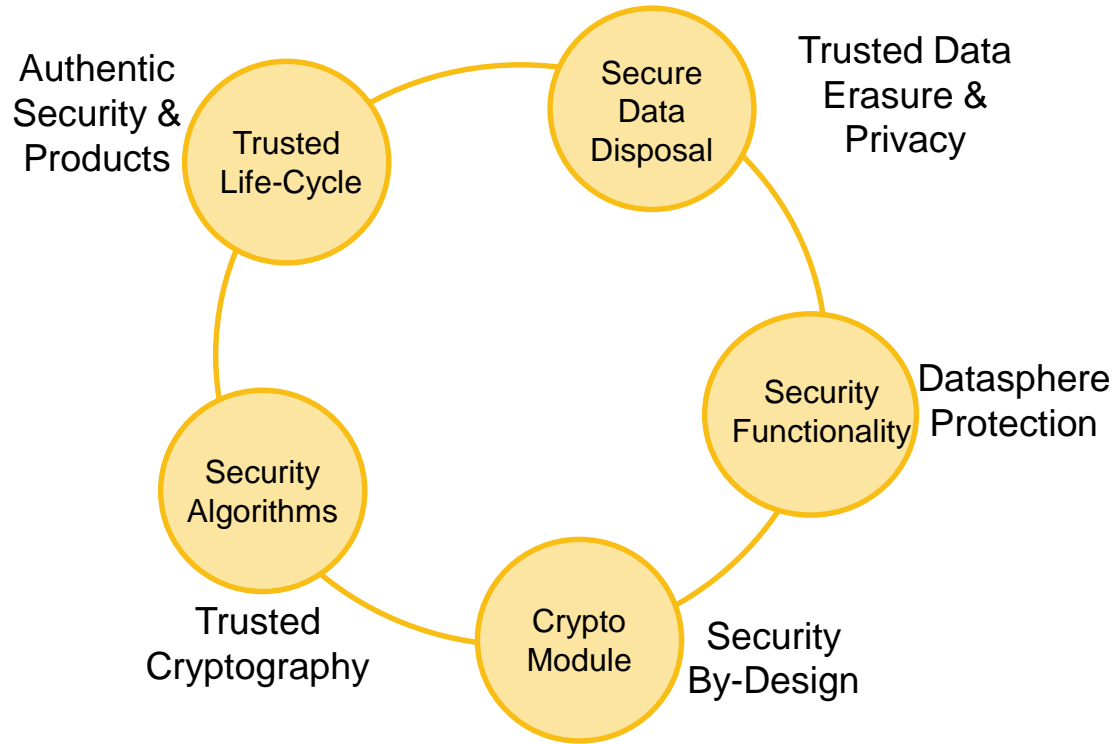 Authentic
Security &
Products
Trusted
Life-Cycle
Secure
Data
Disposal
Trusted Data
Erasure &
Privacy
Security
Functionality
Datasphere
Protection
Security
Algorithms
Trusted
Cryptography
Crypto
Module
Security
By-Design